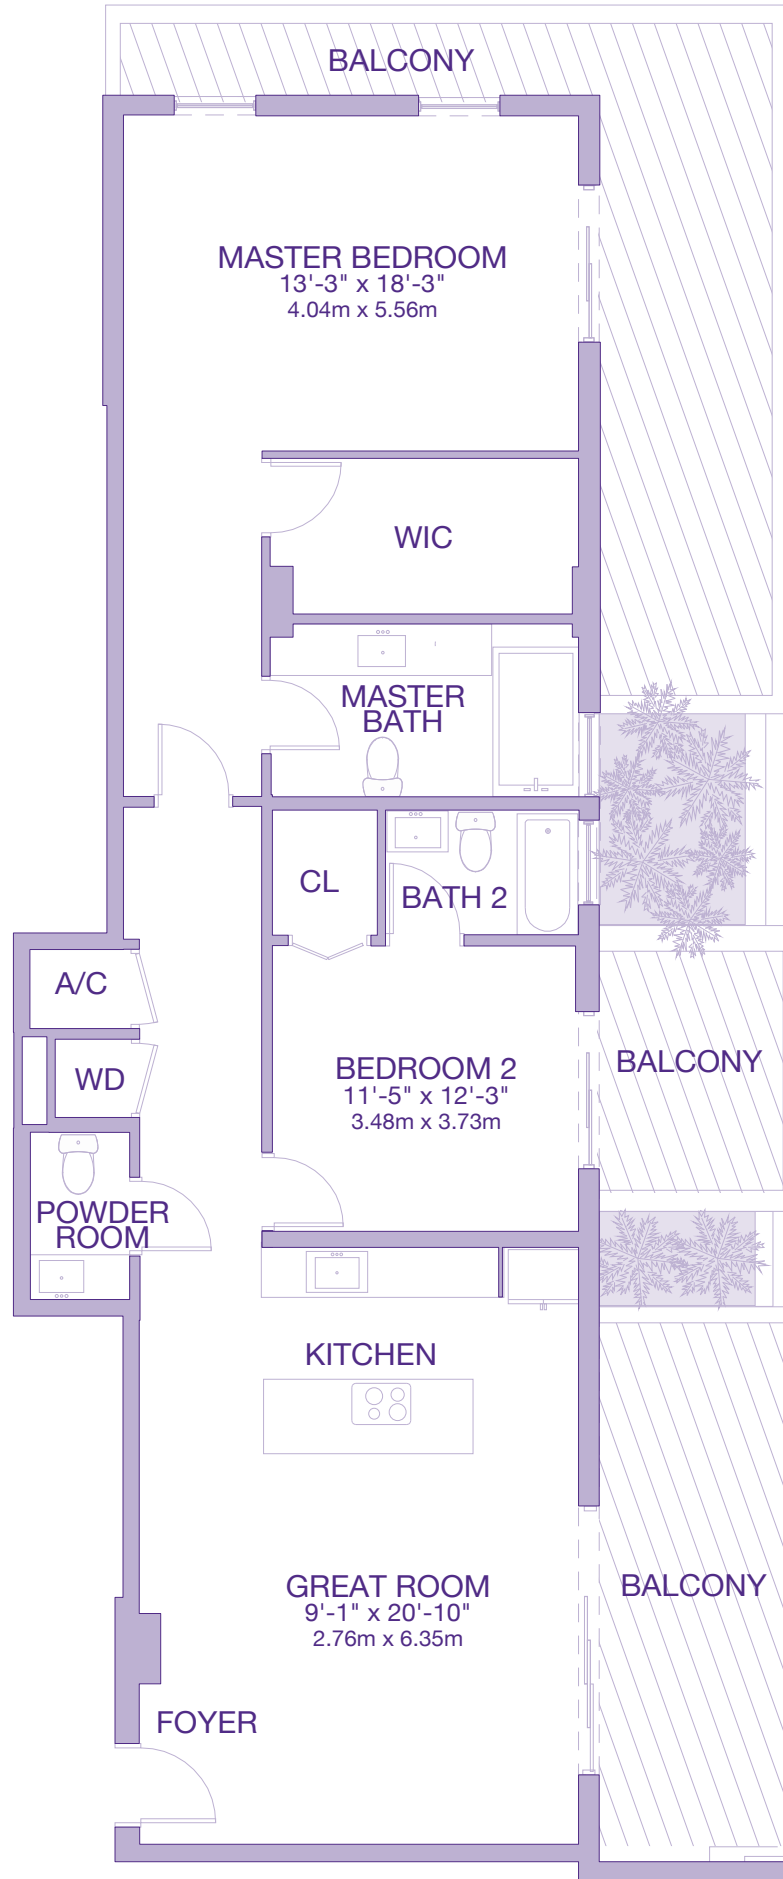 BALCONY
MASTER BEDROOM
13'-3" x 18'-3"
4.04m x 5.56m
WIC
MASTER
BATH
CL
BATH 2
A/C
WD
BEDROOM 2
11'-5" x 12'-3"
3.48m x 3.73m
BALCONY
POWDER
ROOM
KITCHEN
GREAT ROOM
9'-1" x 20'-10"
2.76m x 6.35m
BALCONY
FOYER